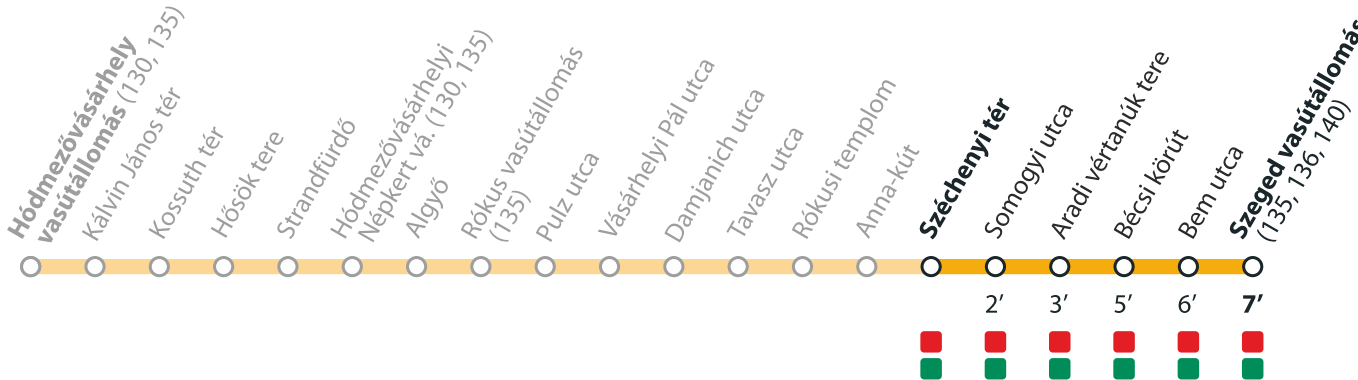 Hódmezővásárhely
vasútállomás (130, 135)
Kálvin János tér
Kossuth tér
Hősök tere
Strandfürdő
Hódmezővásárhelyi
Népkert vá. (130, 135)
Algyő
Rókus vasútállomás
(135)
Pulz utca
Vásárhelyi Pál utca
Damjanich utca
Tavasz utca
Rókusi templom
Anna-kút
Széchenyi tér
Somogyi utca
Aradi vértanúk tere
Bécsi körút
Bem utca
Szeged vasútállomás
(135, 136, 140)
2’ 3’ 5’ 6’ 7’